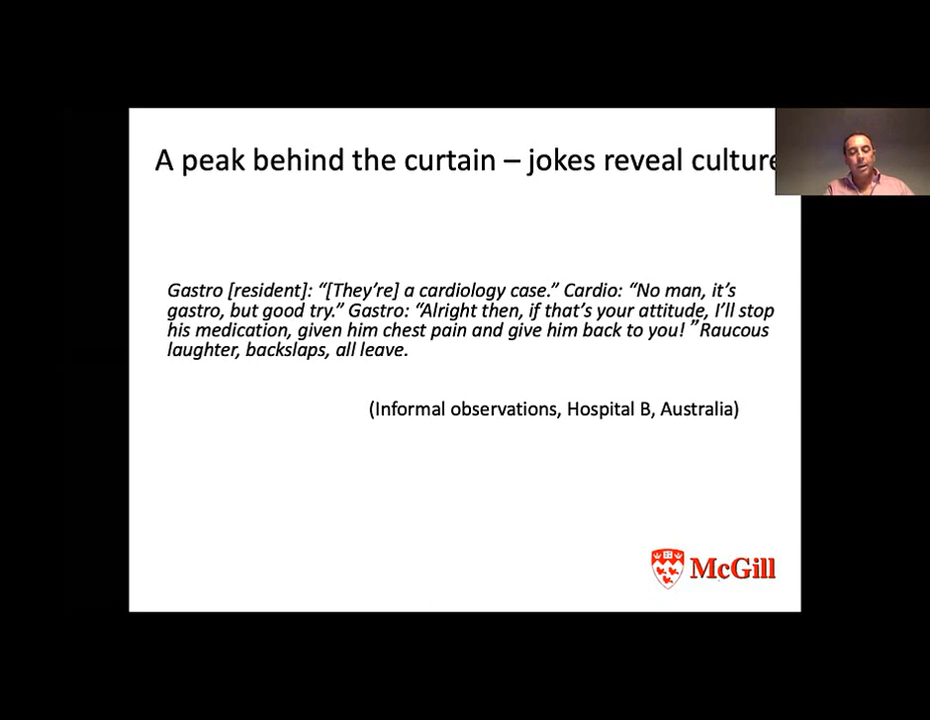 A peak behind the curtain – jokes reveal culture
Gastro [resident]: “[They’re] a cardiology case.” Cardio: “No man, it’s
gastro, but good try.” Gastro: “Alright then, if that’s your attitude, I’ll stop
his medication, given him chest pain and give him back to you! ” Raucous
laughter, backslaps, all leave.
(Informal observations, Hospital B, Australia)
McGill